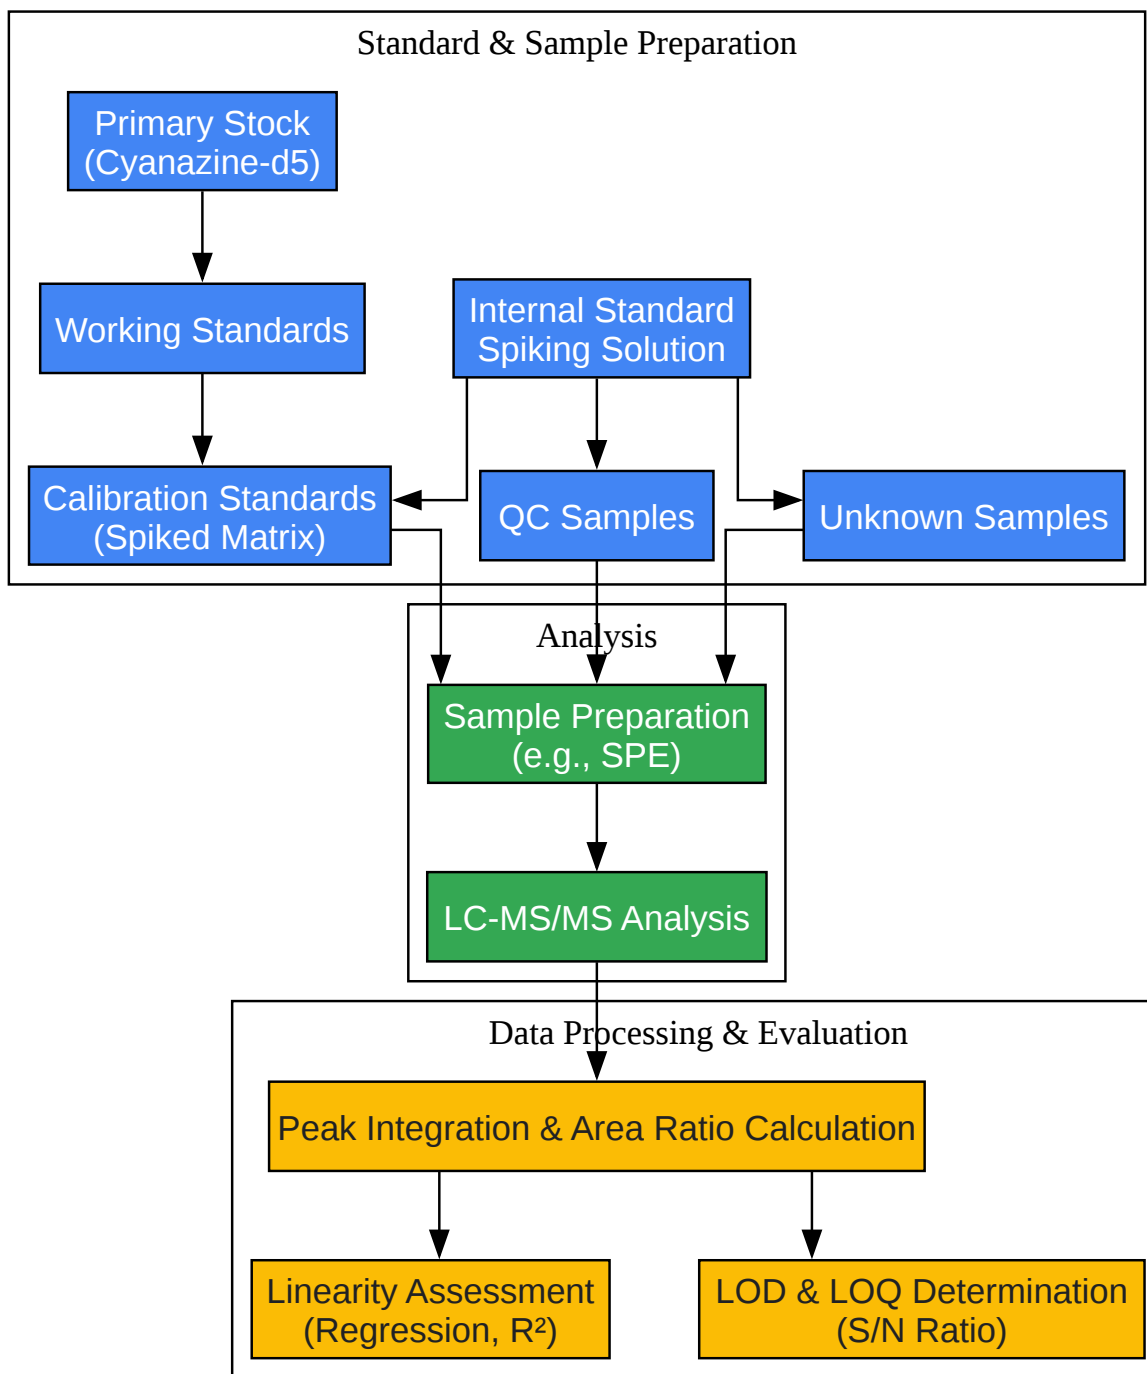 Standard & Sample Preparation
Primary Stock
(Cyanazine-d5)
Working Standards
Internal Standard
Spiking Solution
Calibration Standards
(Spiked Matrix)
QC Samples
Unknown Samples
Analysis
Sample Preparation
(e.g., SPE)
LC-MS/MS Analysis
Data Processing & Evaluation
Peak Integration & Area Ratio Calculation
Linearity Assessment
(Regression, R²)
LOD & LOQ Determination
(S/N Ratio)